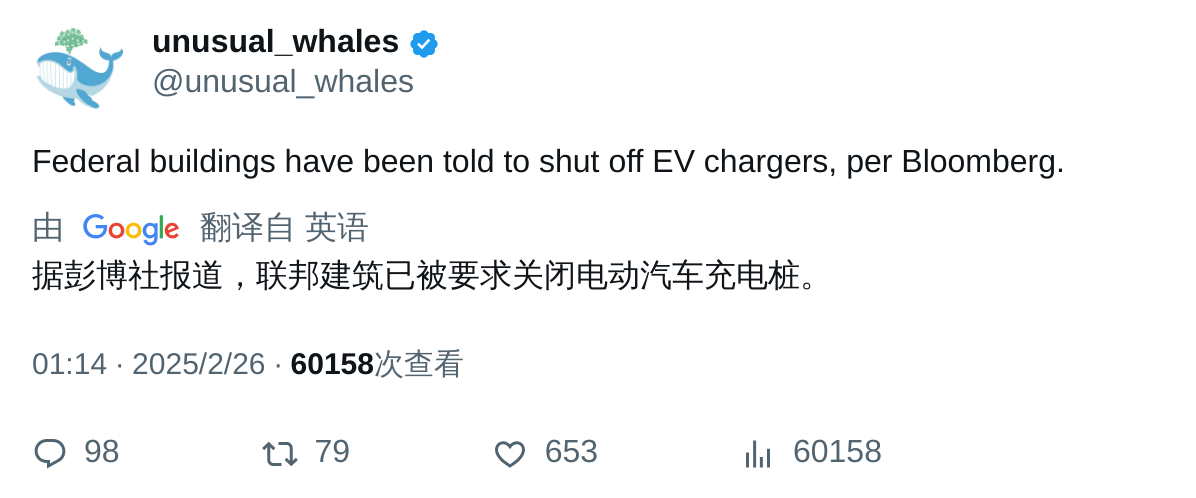 unusual_whales
@unusual_whales
Federal buildings have been told to shut off EV chargers, per Bloomberg.
由 Google 翻译自 英语
据彭博社报道，联邦建筑已被要求关闭电动汽车充电桩。
01:14 · 2025/2/26 · 60158次查看
98 79 653 60158